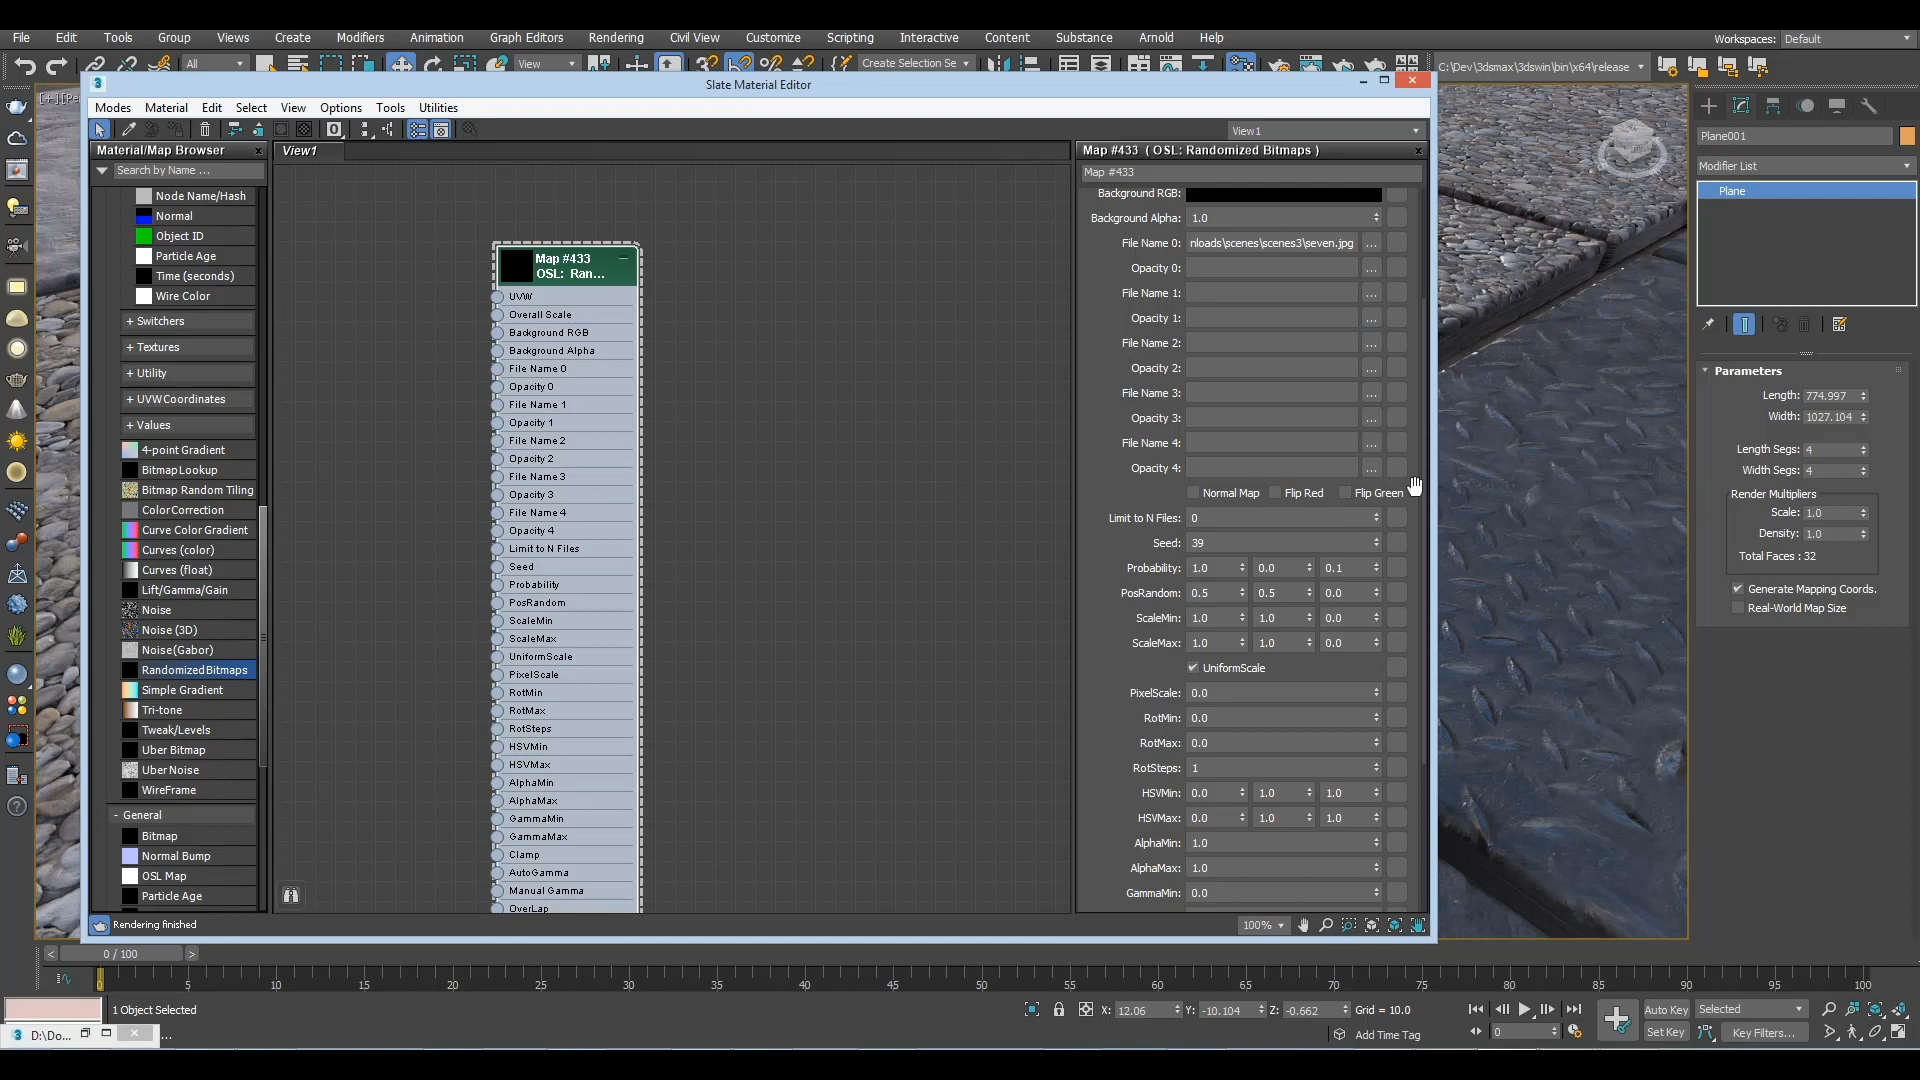 File Edit Tools Group Views Create Modifiers Animation Graph Editors Rendering Civil View Customize Scripting Interactive Content Substance Arnold Help Workspaces: Default
All View Create Selection Se C:\Dev\3dsmax\3dswin\bin\x64\release
Slate Material Editor
Modes Material Edit Select View Options Tools Utilities
View1
Material/Map Browser
Search by Name ...
Node Name/Hash
Normal
Object ID
Particle Age
Time (seconds)
Wire Color
+ Switchers
+ Textures
+ Utility
+ UVW Coordinates
+ Values
4-point Gradient
Bitmap Lookup
Bitmap Random Tiling
Color Correction
Curve Color Gradient
Curves (color)
Curves (float)
Lift/Gamma/Gain
Noise
Noise (3D)
Noise (Gabor)
Randomized Bitmaps
Simple Gradient
Tri-tone
Tweak/Levels
Uber Bitmap
Uber Noise
WireFrame
- General
Bitmap
Normal Bump
OSL Map
Particle Age
Rendering finished
View1
Map #433
OSL: Ran...
UVW
Overall Scale
Background RGB
Background Alpha
File Name 0
Opacity 0
File Name 1
Opacity 1
File Name 2
Opacity 2
File Name 3
Opacity 3
File Name 4
Opacity 4
Limit to N Files
Seed
Probability
PosRandom
ScaleMin
ScaleMax
UniformScale
PixelScale
RotMin
RotMax
RotSteps
HSVMin
HSVMax
AlphaMin
AlphaMax
GammaMin
GammaMax
Clamp
AutoGamma
Manual Gamma
OverLap
Map #433 ( OSL: Randomized Bitmaps )
Map #433
Background RGB:
Background Alpha: 1.0
File Name 0: nloads\scenes\scenes3\seven.jpg ...
Opacity 0: ...
File Name 1: ...
Opacity 1: ...
File Name 2: ...
Opacity 2: ...
File Name 3: ...
Opacity 3: ...
File Name 4: ...
Opacity 4: ...
Normal Map Flip Red Flip Green
Limit to N Files: 0
Seed: 39
Probability: 1.0 0.0 0.1
PosRandom: 0.5 0.5 0.0
ScaleMin: 1.0 1.0 0.0
ScaleMax: 1.0 1.0 0.0
UniformScale
PixelScale: 0.0
RotMin: 0.0
RotMax: 0.0
RotSteps: 1
HSVMin: 0.0 1.0 1.0
HSVMax: 0.0 1.0 1.0
AlphaMin: 1.0
AlphaMax: 1.0
GammaMin: 0.0
100%
Plane001
Modifier List
Plane
Parameters
Length: 774.997
Width: 1027.104
Length Segs: 4
Width Segs: 4
Render Multipliers
Scale: 1.0
Density: 1.0
Total Faces : 32
Generate Mapping Coords.
Real-World Map Size
< 0 / 100 >
0 5 10 15 20 25 30 35 40 45 50 55 60 65 70 75 80 85 90 95 100
1 Object Selected X: 12.06 Y: -10.104 Z: -0.662 Grid = 10.0 Auto Key Selected
D:\Do... ... Add Time Tag 0 Set Key Key Filters...